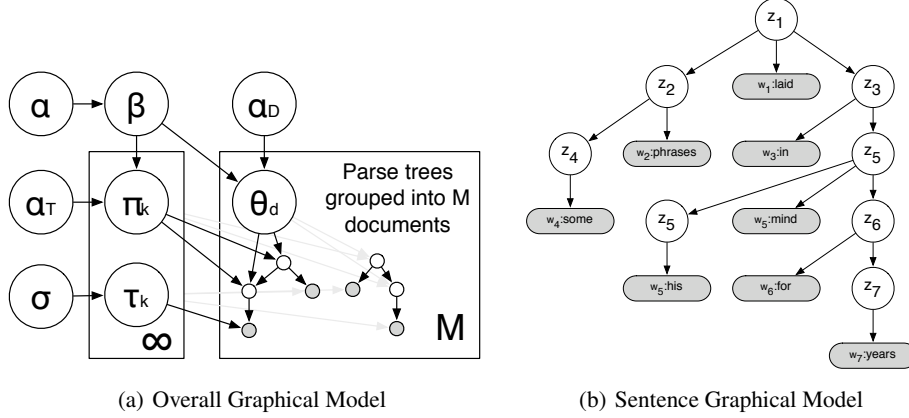 α
β
αD
αT
πk
θd
Parse trees
grouped into M
documents
σ
τk
∞
M
(a) Overall Graphical Model
z1
z2
w1:laid
z3
z4
w2:phrases
w3:in
z5
w4:some
z5
w5:mind
z6
w5:his
w6:for
z7
w7:years
(b) Sentence Graphical Model